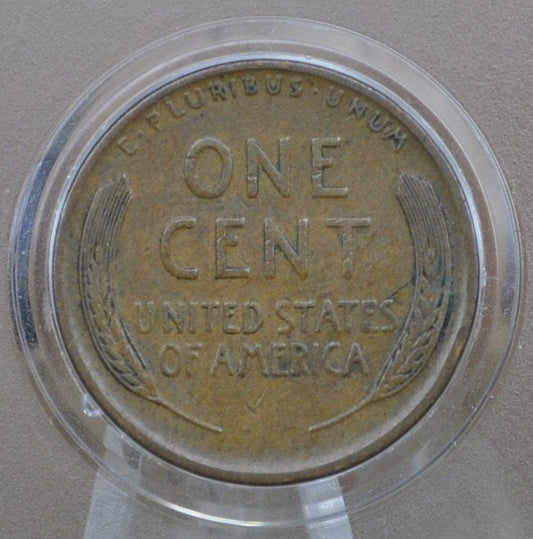 E·PLURIBUS·UNUM
ONE
CENT
UNITED STATES
OF AMERICA